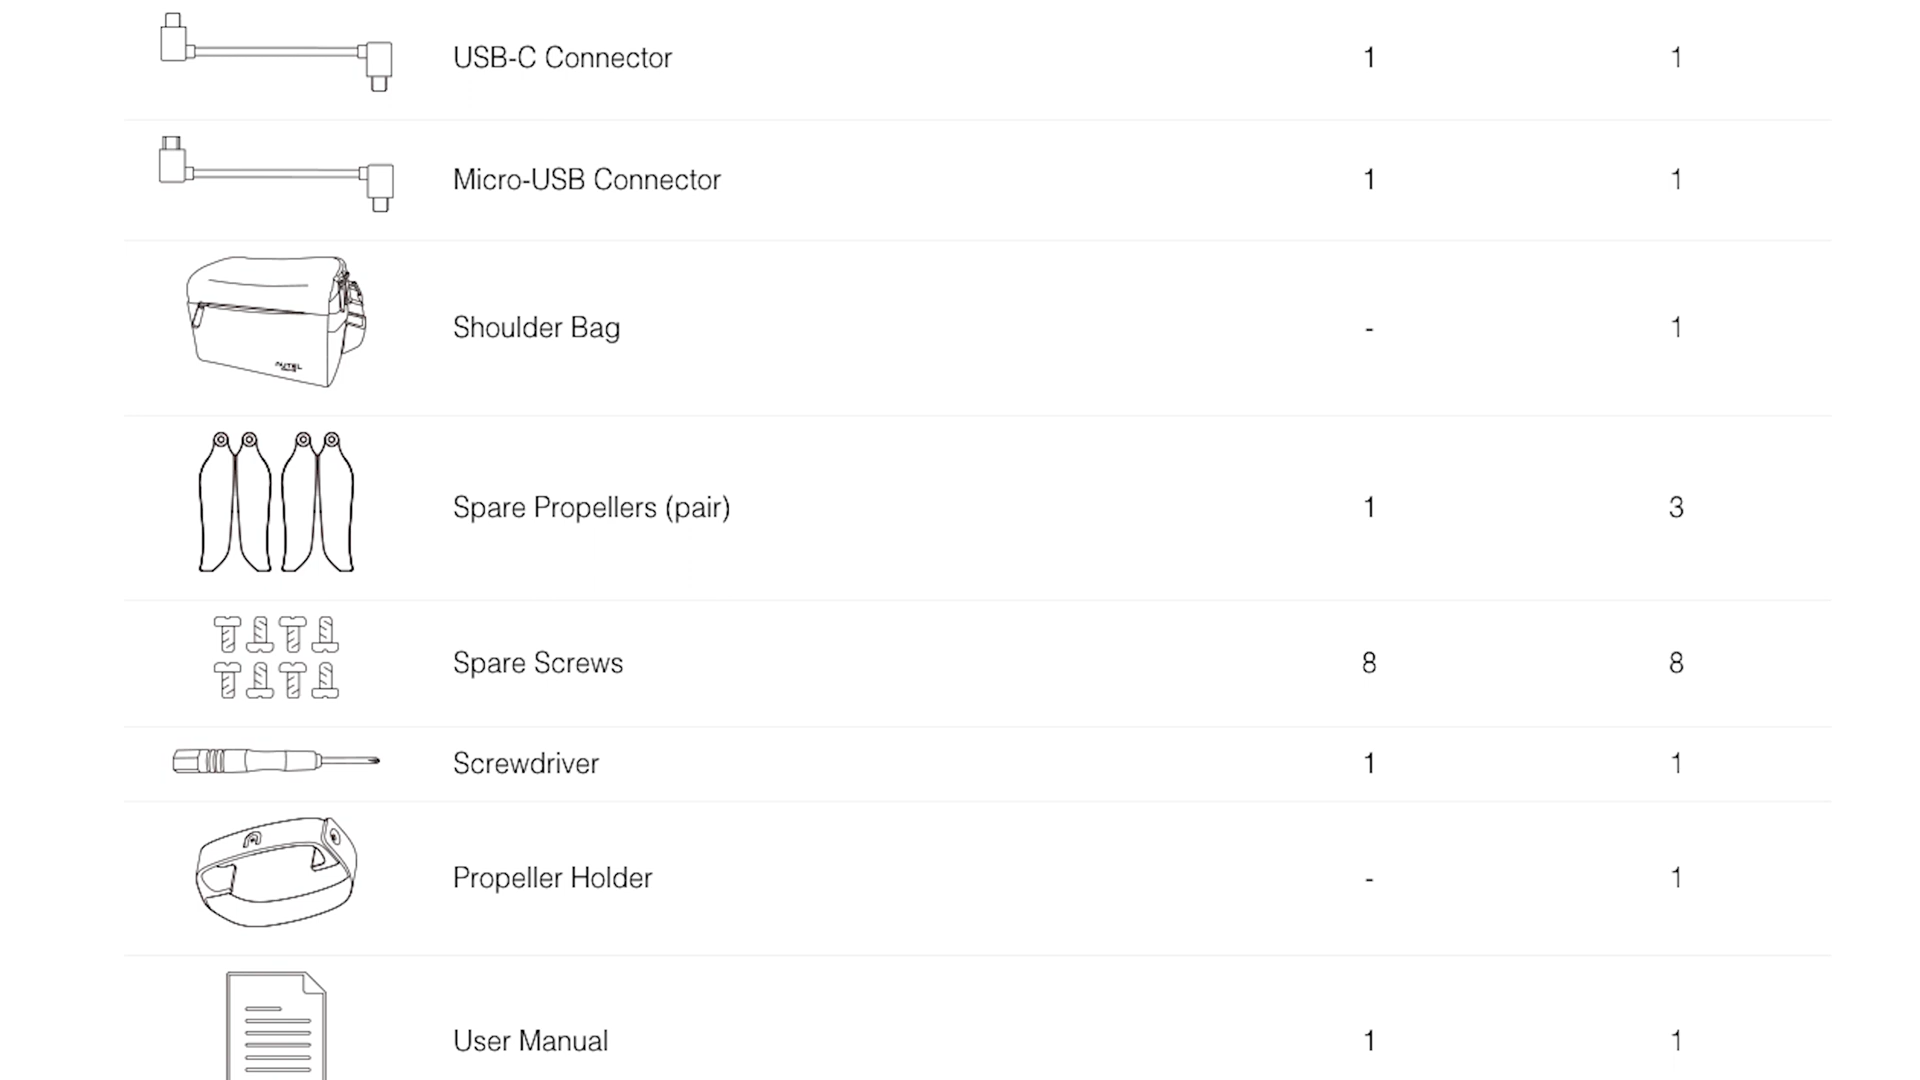 USB-C Connector 1 1
Micro-USB Connector 1 1
AUTEL
Shoulder Bag - 1
Spare Propellers (pair) 1 3
Spare Screws 8 8
Screwdriver 1 1
Propeller Holder - 1
User Manual 1 1